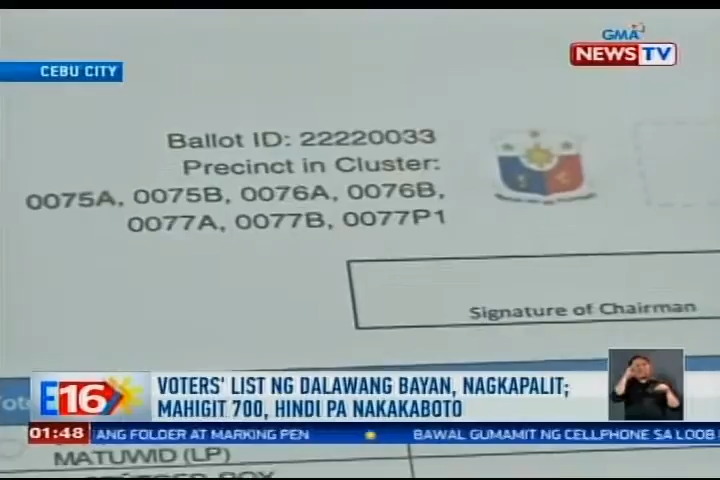 GMA
NEWSTV
CEBU CITY
Ballot ID: 22220033
Precinct in Cluster:
0075A, 0075B, 0076A, 0076B,
0077A, 0077B, 0077P1
Signature of Chairman
E16
VOTERS' LIST NG DALAWANG BAYAN, NAGKAPALIT;
MAHIGIT 700, HINDI PA NAKAKABOTO
01:48 ANG FOLDER AT MARKING PEN BAWAL GUMAMIT NG CELLPHONE SA LOOB
MATUWID (LP)